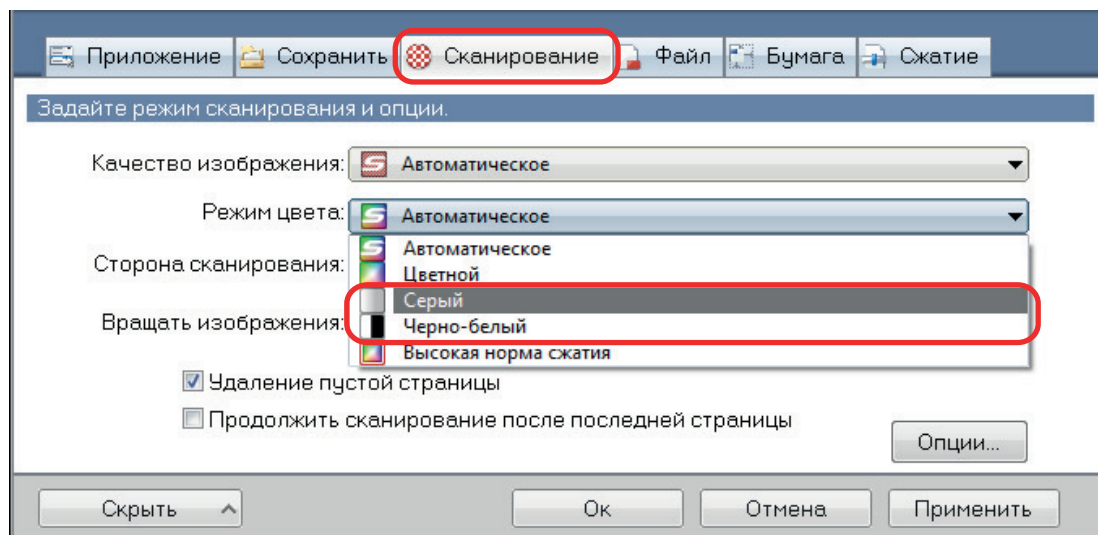 Приложение Сохранить Сканирование Файл Бумага Сжатие
Задайте режим сканирования и опции.
Качество изображения: Автоматическое
Режим цвета: Автоматическое
Автоматическое
Сторона сканирования:
Цветной
Серый
Вращать изображения:
Черно-белый
Высокая норма сжатия
Удаление пустой страницы
Продолжить сканирование после последней страницы
Опции...
Скрыть Ок Отмена Применить